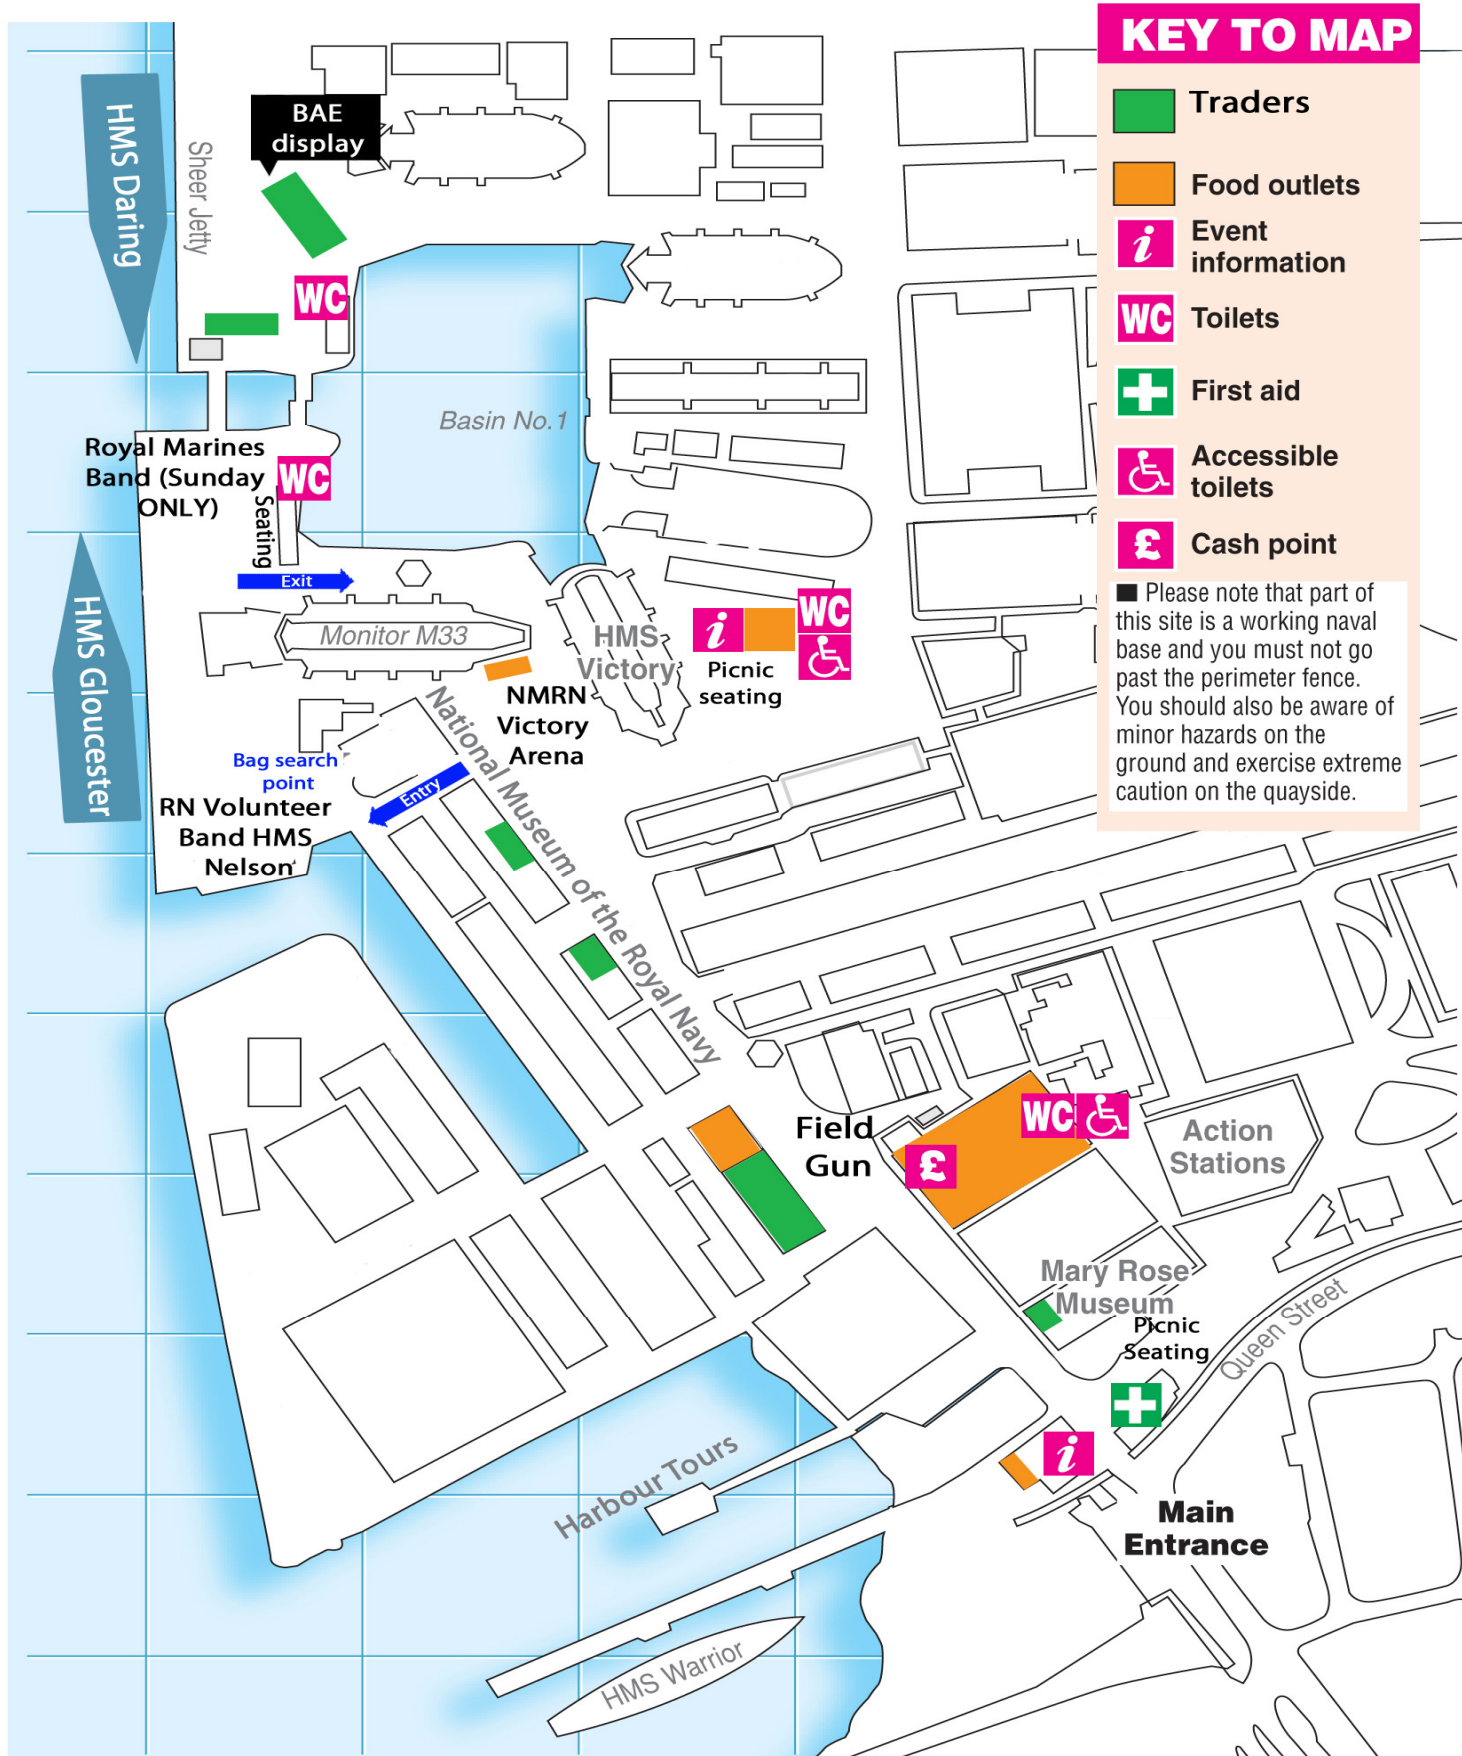 KEY TO MAP
Traders
Food outlets
i
Event
information
WC
Toilets
First aid
Accessible
toilets
£
Cash point
■ Please note that part of
this site is a working naval
base and you must not go
past the perimeter fence.
You should also be aware of
minor hazards on the
ground and exercise extreme
caution on the quayside.
HMS Daring
Sheer Jetty
BAE
display
WC
Basin No.1
Royal Marines
Band (Sunday
ONLY)
WC
Seating
Exit
HMS Gloucester
Monitor M33
HMS
Victory
i
WC
Picnic
seating
NMRN
Victory
Arena
National Museum of the Royal Navy
Bag search
point
Entry
RN Volunteer
Band HMS
Nelson
Field
Gun
WC
£
Action
Stations
Mary Rose
Museum
Picnic
Seating
Queen Street
i
Harbour Tours
Main
Entrance
HMS Warrior